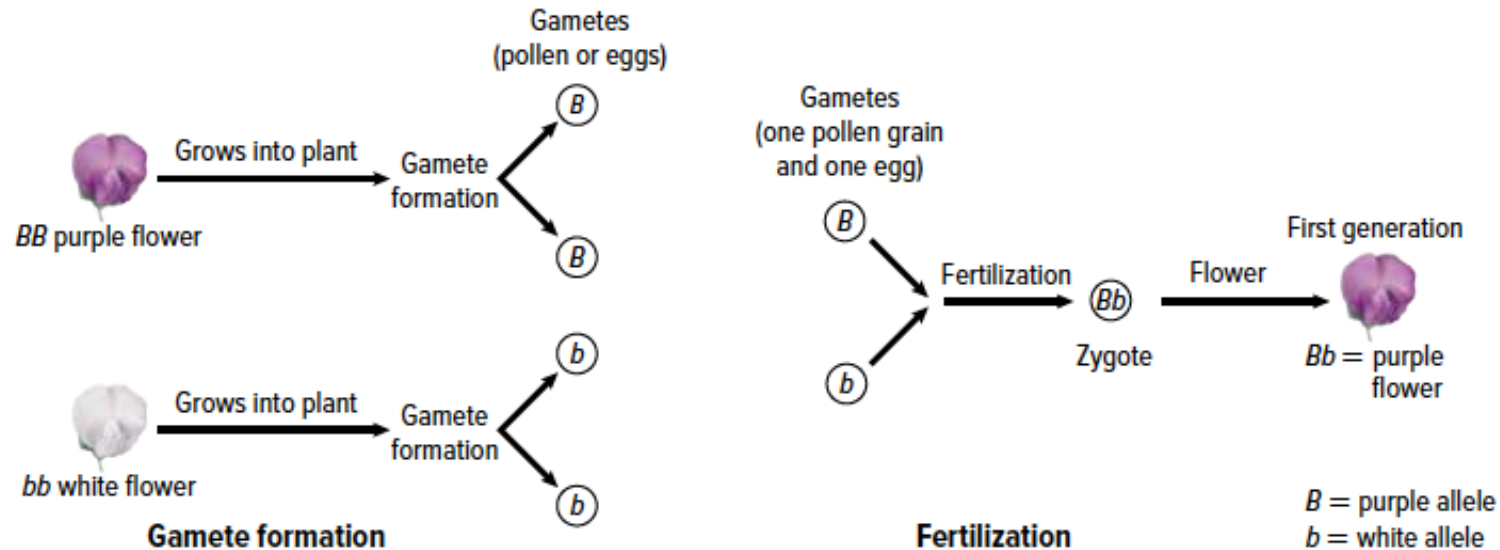 Gametes
(pollen or eggs)
B
Grows into plant
Gamete
formation
BB purple flower
B
b
Grows into plant
Gamete
formation
bb white flower
b
Gamete formation
Gametes
(one pollen grain
and one egg)
B
First generation
Fertilization
Bb
Flower
Zygote
b
Bb = purple
flower
Fertilization
B = purple allele
b = white allele